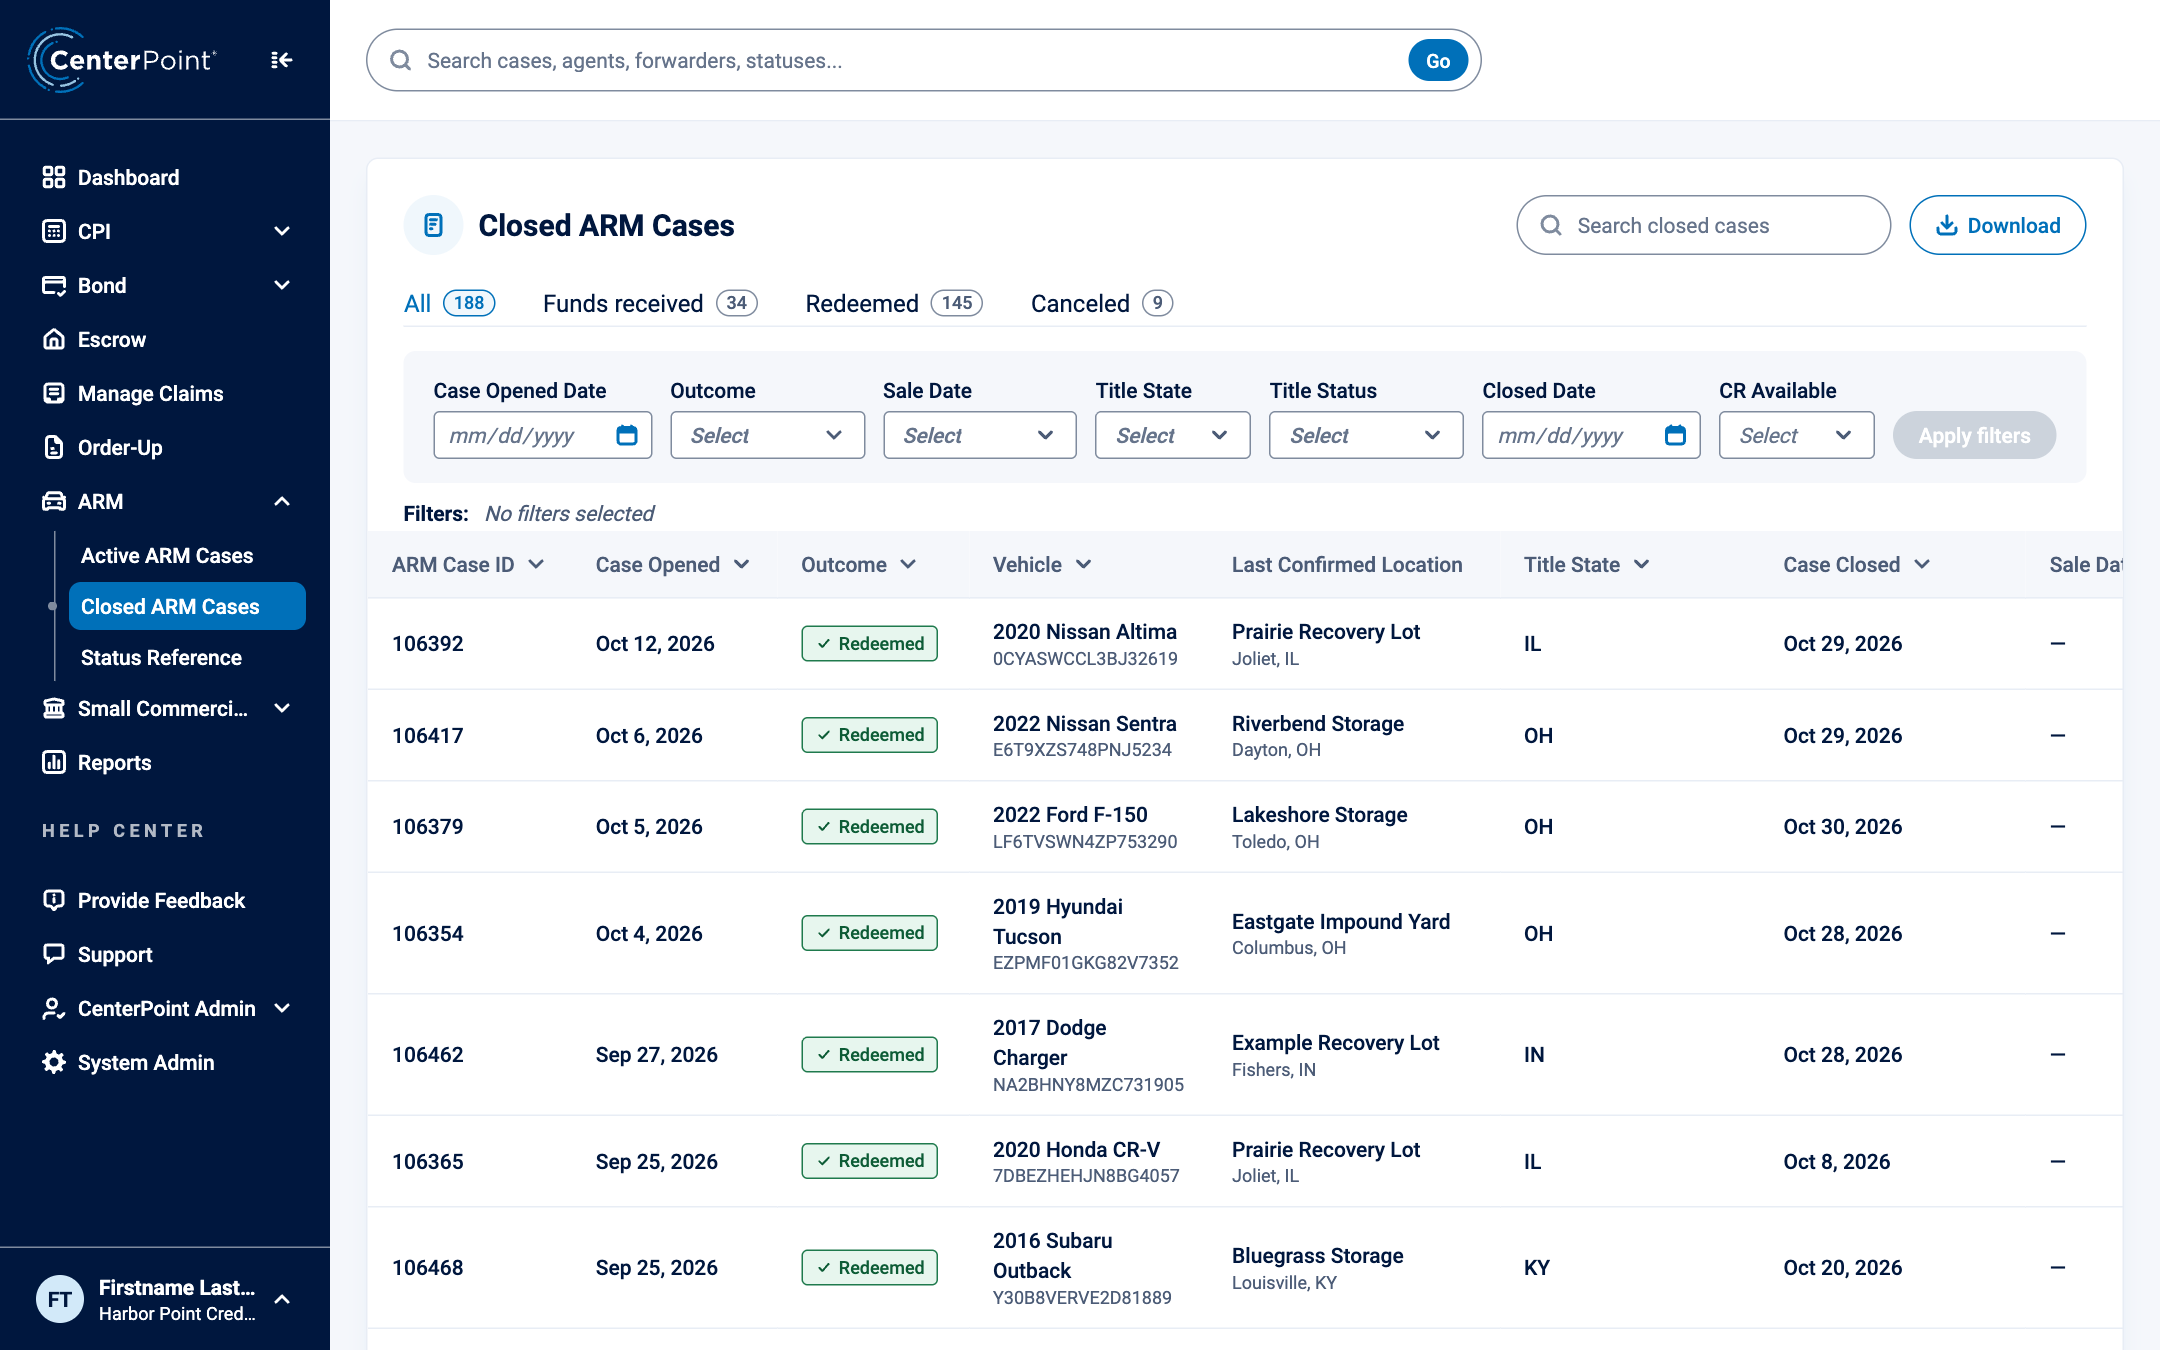 CenterPoint
Search cases, agents, forwarders, statuses...
Go
Dashboard
CPI
Bond
Escrow
Manage Claims
Order-Up
ARM
Active ARM Cases
Closed ARM Cases
Status Reference
Small Commerci...
Reports
HELP CENTER
Provide Feedback
Support
CenterPoint Admin
System Admin
FT
Firstname Last...
Harbor Point Cred...
Closed ARM Cases
Search closed cases
Download
All 188 Funds received 34 Redeemed 145 Canceled 9
Case Opened Date Outcome Sale Date Title State Title Status Closed Date CR Available
mm/dd/yyyy Select Select Select Select mm/dd/yyyy Select Apply filters
Filters: No filters selected
ARM Case ID Case Opened Outcome Vehicle Last Confirmed Location Title State Case Closed Sale Dat
106392 Oct 12, 2026 Redeemed 2020 Nissan Altima Prairie Recovery Lot IL Oct 29, 2026 —
0CYASWCCL3BJ32619 Joliet, IL
106417 Oct 6, 2026 Redeemed 2022 Nissan Sentra Riverbend Storage OH Oct 29, 2026 —
E6T9XZS748PNJ5234 Dayton, OH
106379 Oct 5, 2026 Redeemed 2022 Ford F-150 Lakeshore Storage OH Oct 30, 2026 —
LF6TVSWN4ZP753290 Toledo, OH
106354 Oct 4, 2026 Redeemed 2019 Hyundai Tucson Eastgate Impound Yard OH Oct 28, 2026 —
EZPMF01GKG82V7352 Columbus, OH
106462 Sep 27, 2026 Redeemed 2017 Dodge Charger Example Recovery Lot IN Oct 28, 2026 —
NA2BHNY8MZC731905 Fishers, IN
106365 Sep 25, 2026 Redeemed 2020 Honda CR-V Prairie Recovery Lot IL Oct 8, 2026 —
7DBEZHEHJN8BG4057 Joliet, IL
106468 Sep 25, 2026 Redeemed 2016 Subaru Outback Bluegrass Storage KY Oct 20, 2026 —
Y30B8VERVE2D81889 Louisville, KY